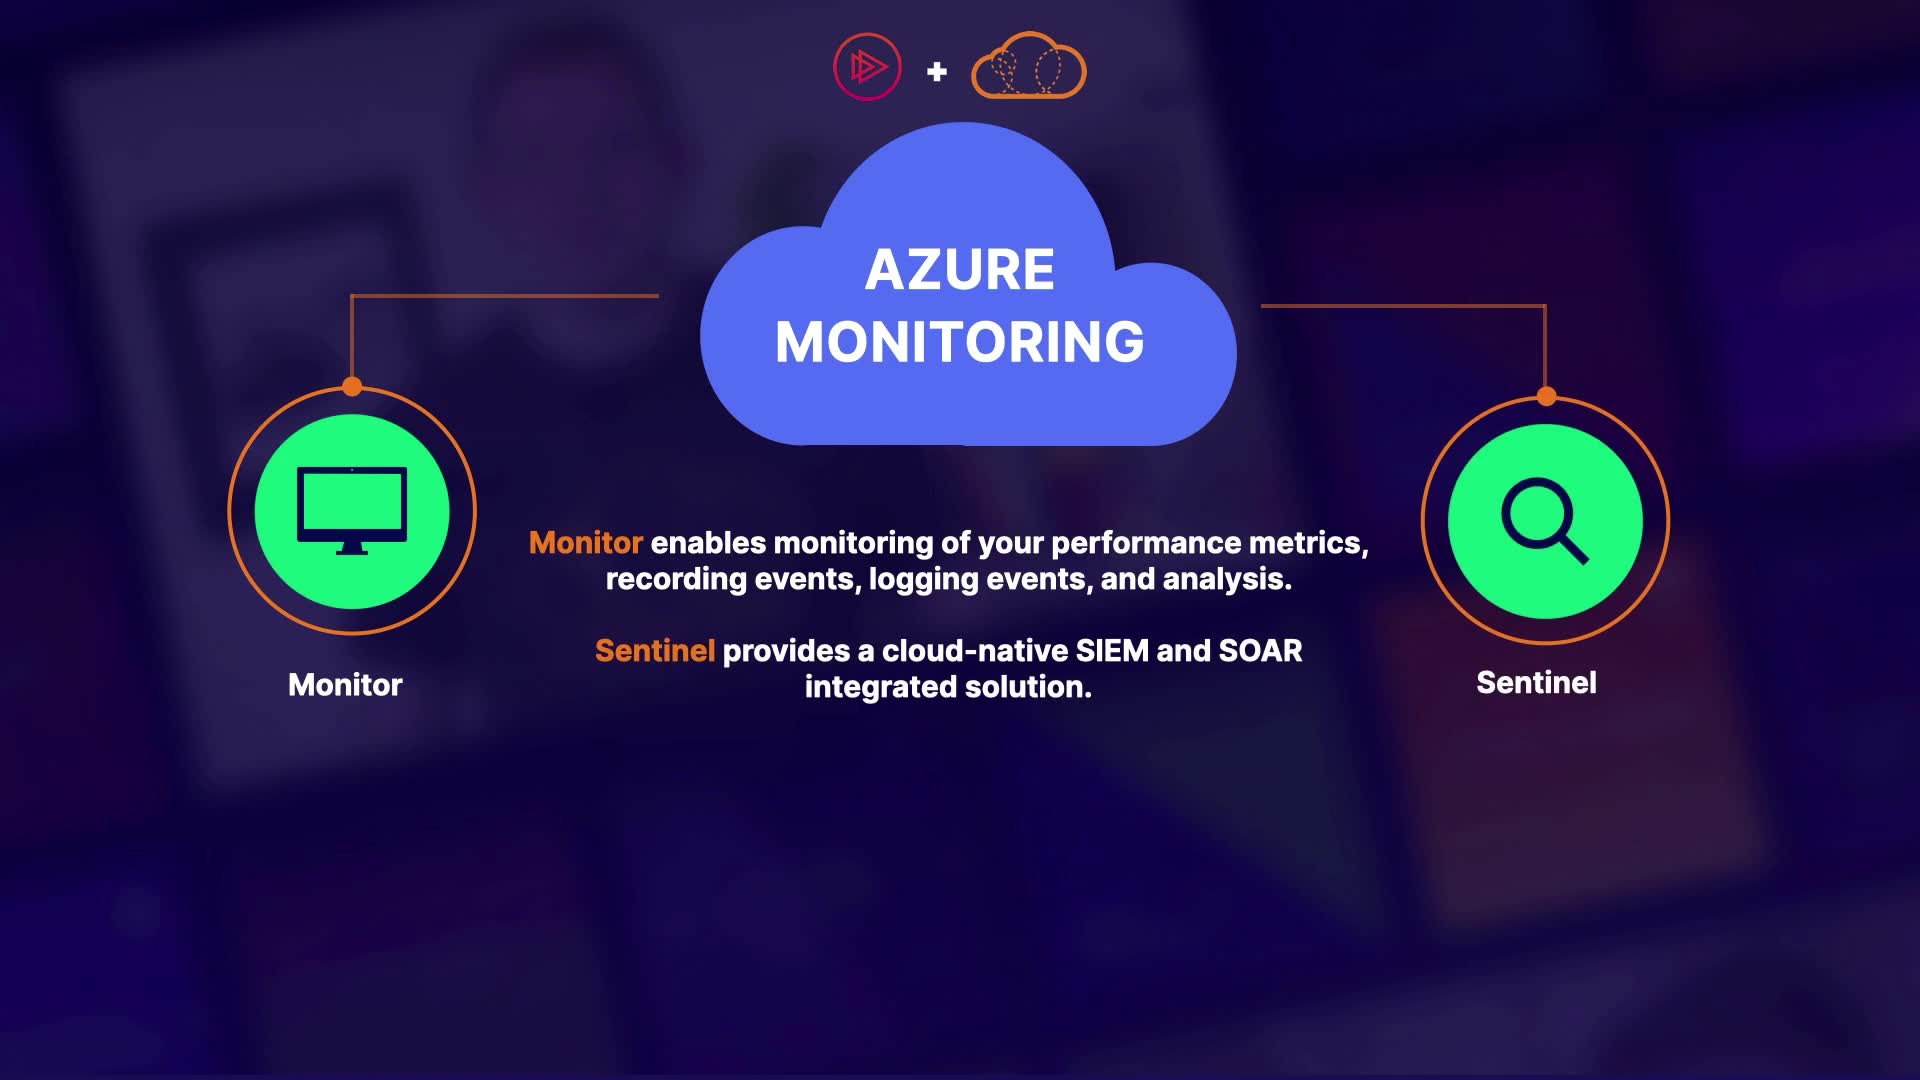 AZURE
MONITORING
Monitor enables monitoring of your performance metrics,
recording events, logging events, and analysis.
Sentinel provides a cloud-native SIEM and SOAR
integrated solution.
Monitor
Sentinel